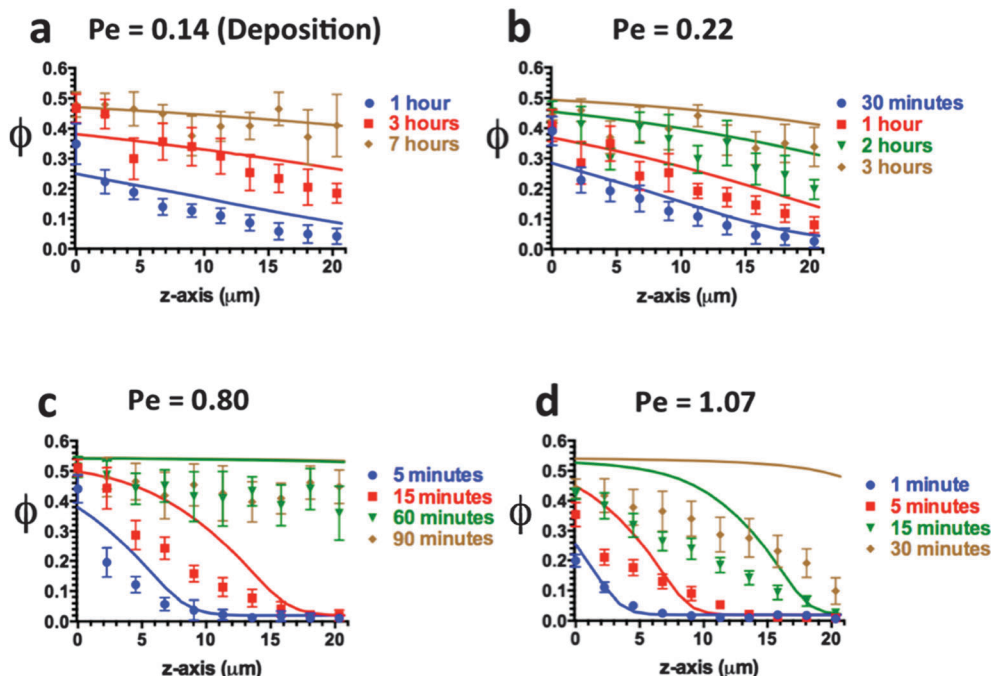 a Pe = 0.14 (Deposition)
0.6
0.5
0.4
0.3
0.2
0.1
0.0
ϕ
0 5 10 15 20
z-axis (μm)
1 hour
3 hours
7 hours
b Pe = 0.22
0.6
0.5
0.4
0.3
0.2
0.1
0.0
ϕ
0 5 10 15 20
z-axis (μm)
30 minutes
1 hour
2 hours
3 hours
c Pe = 0.80
0.6
0.5
0.4
0.3
0.2
0.1
0.0
ϕ
0 5 10 15 20
z-axis (μm)
5 minutes
15 minutes
60 minutes
90 minutes
d Pe = 1.07
0.6
0.5
0.4
0.3
0.2
0.1
0.0
ϕ
0 5 10 15 20
z-axis (μm)
1 minute
5 minutes
15 minutes
30 minutes